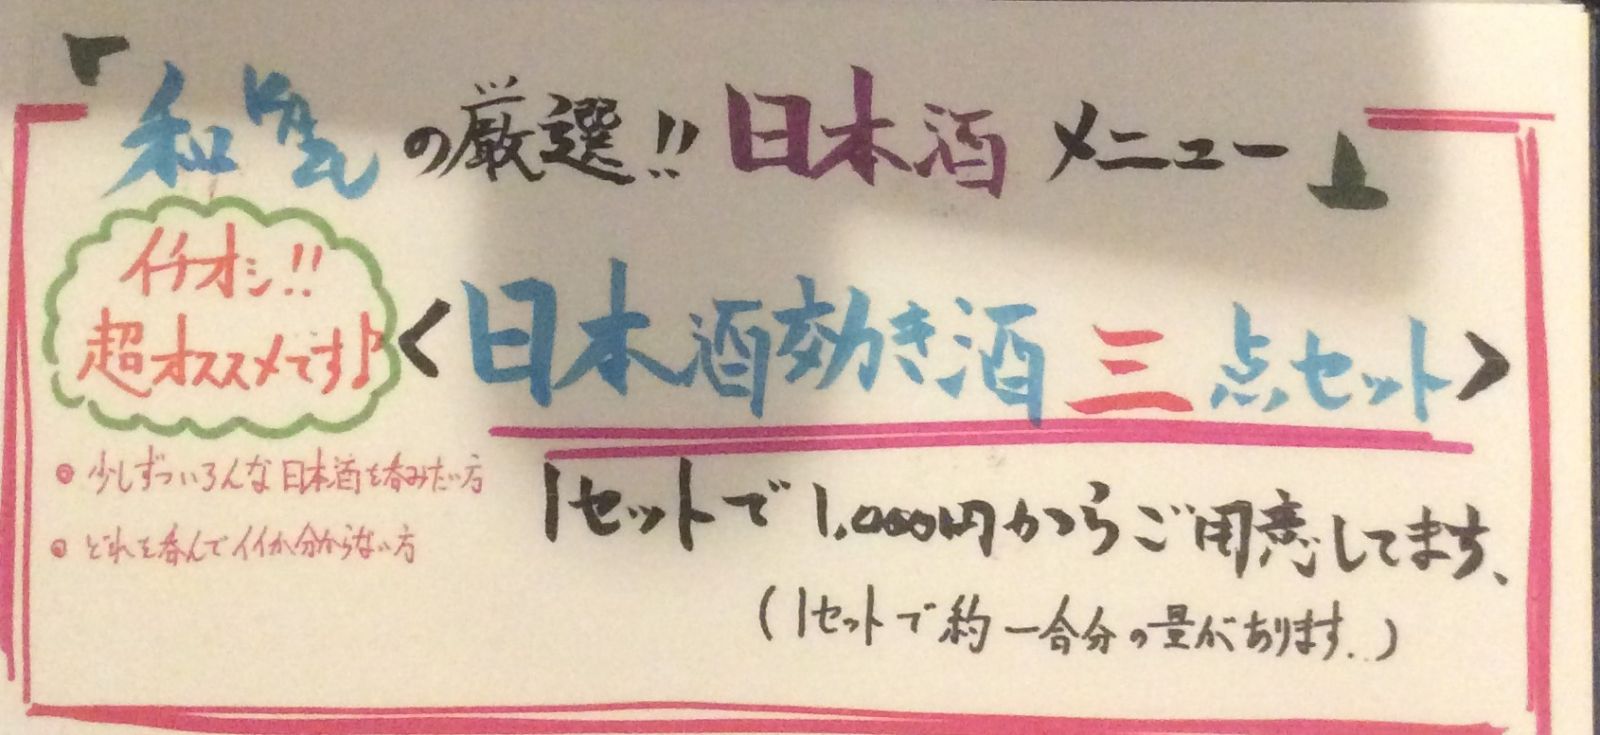 「和民の厳選!!日本酒メニュー」
イチオシ!!
超オススメです♪
<日本酒効き酒三点セット>
・少しずついろんな日本酒を呑みたい方
・どれを呑んでイイか分からない方
1セットで1,000円からご用意してます、
(1セットで約一合分の量があります.)